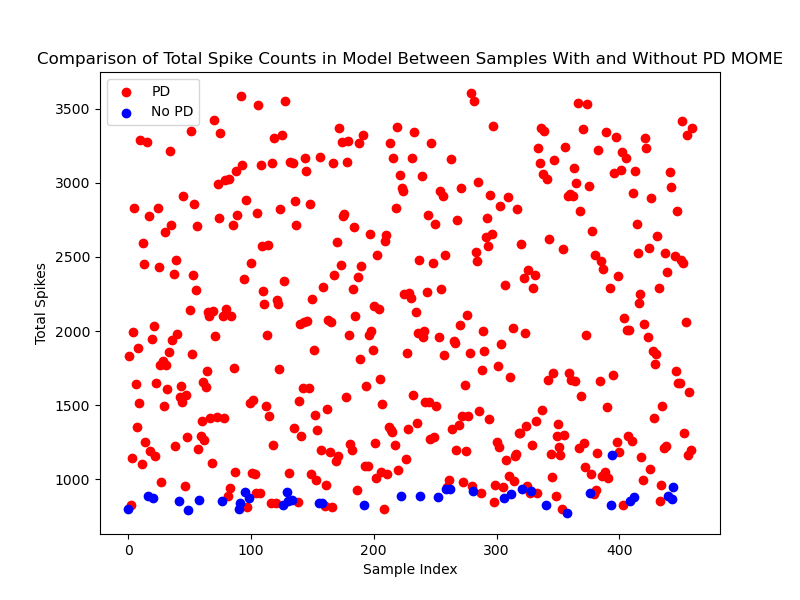 Comparison of Total Spike Counts in Model Between Samples With and Without PD MOME
PD
No PD
3500
3000
2500
2000
1500
1000
Total Spikes
0
100
200
300
400
Sample Index